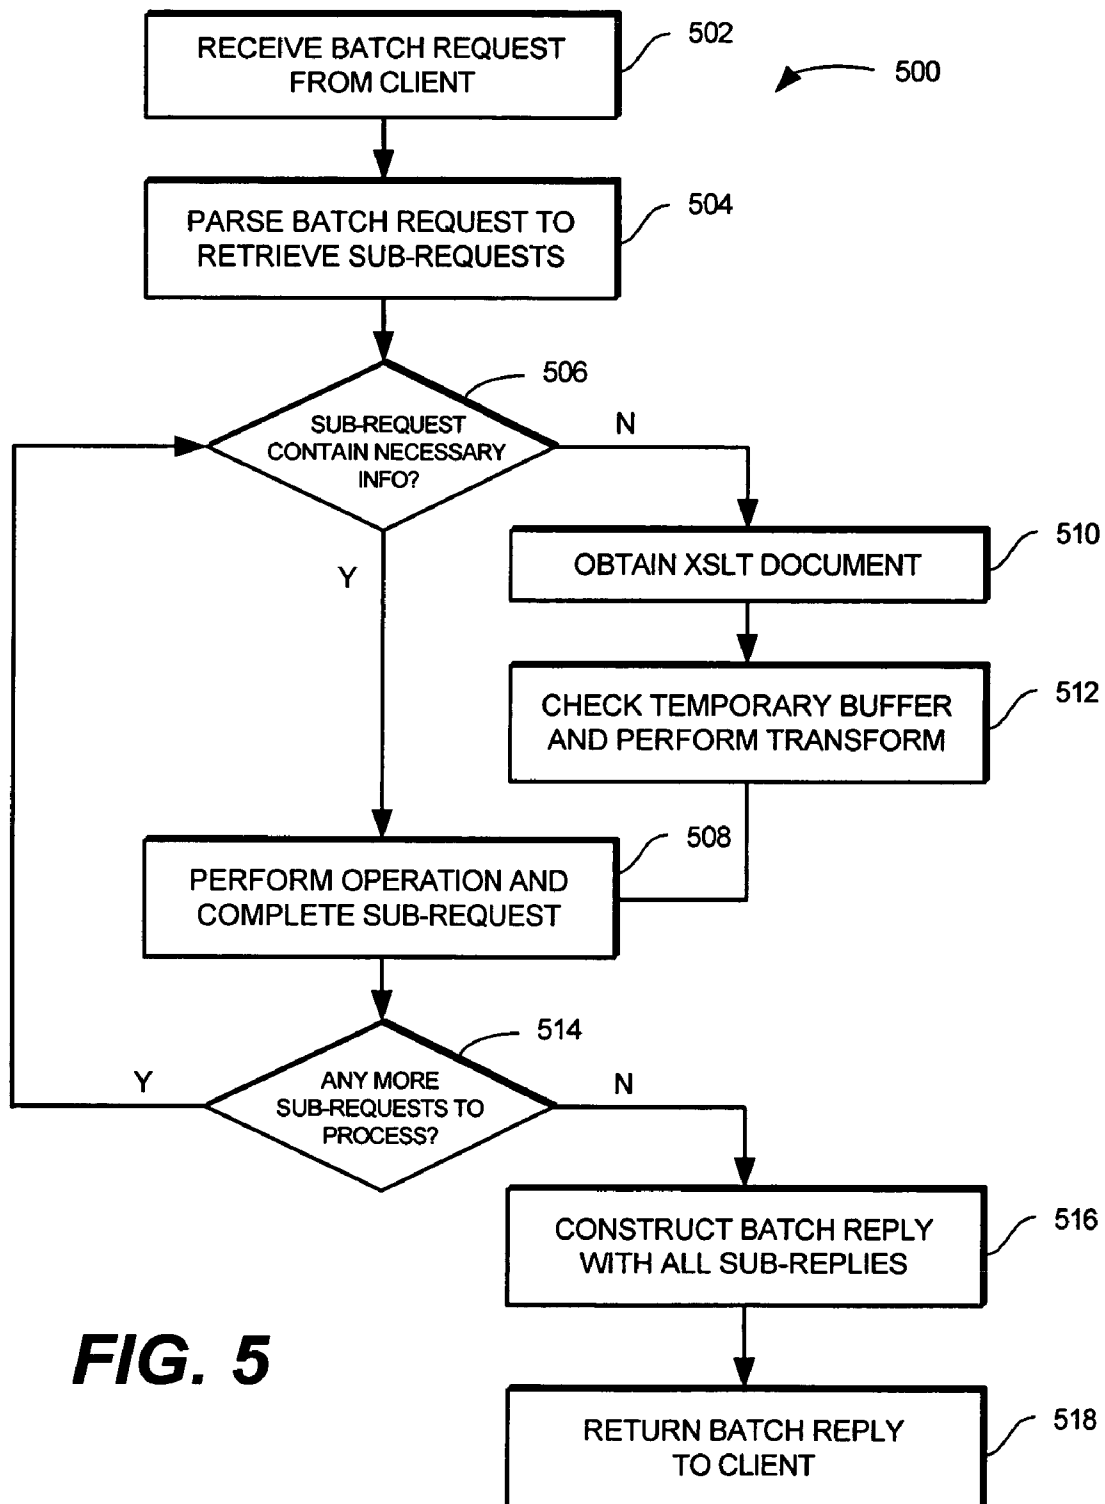 RECEIVE BATCH REQUEST
FROM CLIENT
502
500
PARSE BATCH REQUEST TO
RETRIEVE SUB-REQUESTS
504
506
SUB-REQUEST
CONTAIN NECESSARY
INFO?
N
Y
OBTAIN XSLT DOCUMENT
510
CHECK TEMPORARY BUFFER
AND PERFORM TRANSFORM
512
508
PERFORM OPERATION AND
COMPLETE SUB-REQUEST
514
ANY MORE
SUB-REQUESTS TO
PROCESS?
Y
N
CONSTRUCT BATCH REPLY
WITH ALL SUB-REPLIES
516
FIG. 5
RETURN BATCH REPLY
TO CLIENT
518